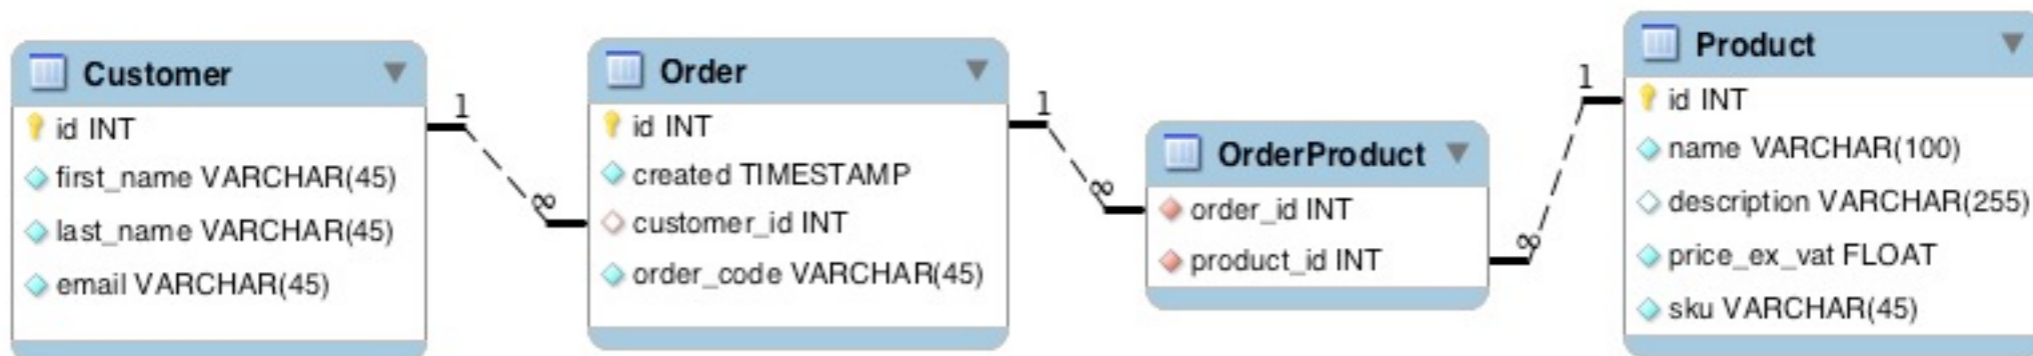 Customer
id INT
first_name VARCHAR(45)
last_name VARCHAR(45)
email VARCHAR(45)
1
∞
Order
id INT
created TIMESTAMP
customer_id INT
order_code VARCHAR(45)
1
∞
OrderProduct
order_id INT
product_id INT
∞
1
Product
id INT
name VARCHAR(100)
description VARCHAR(255)
price_ex_vat FLOAT
sku VARCHAR(45)